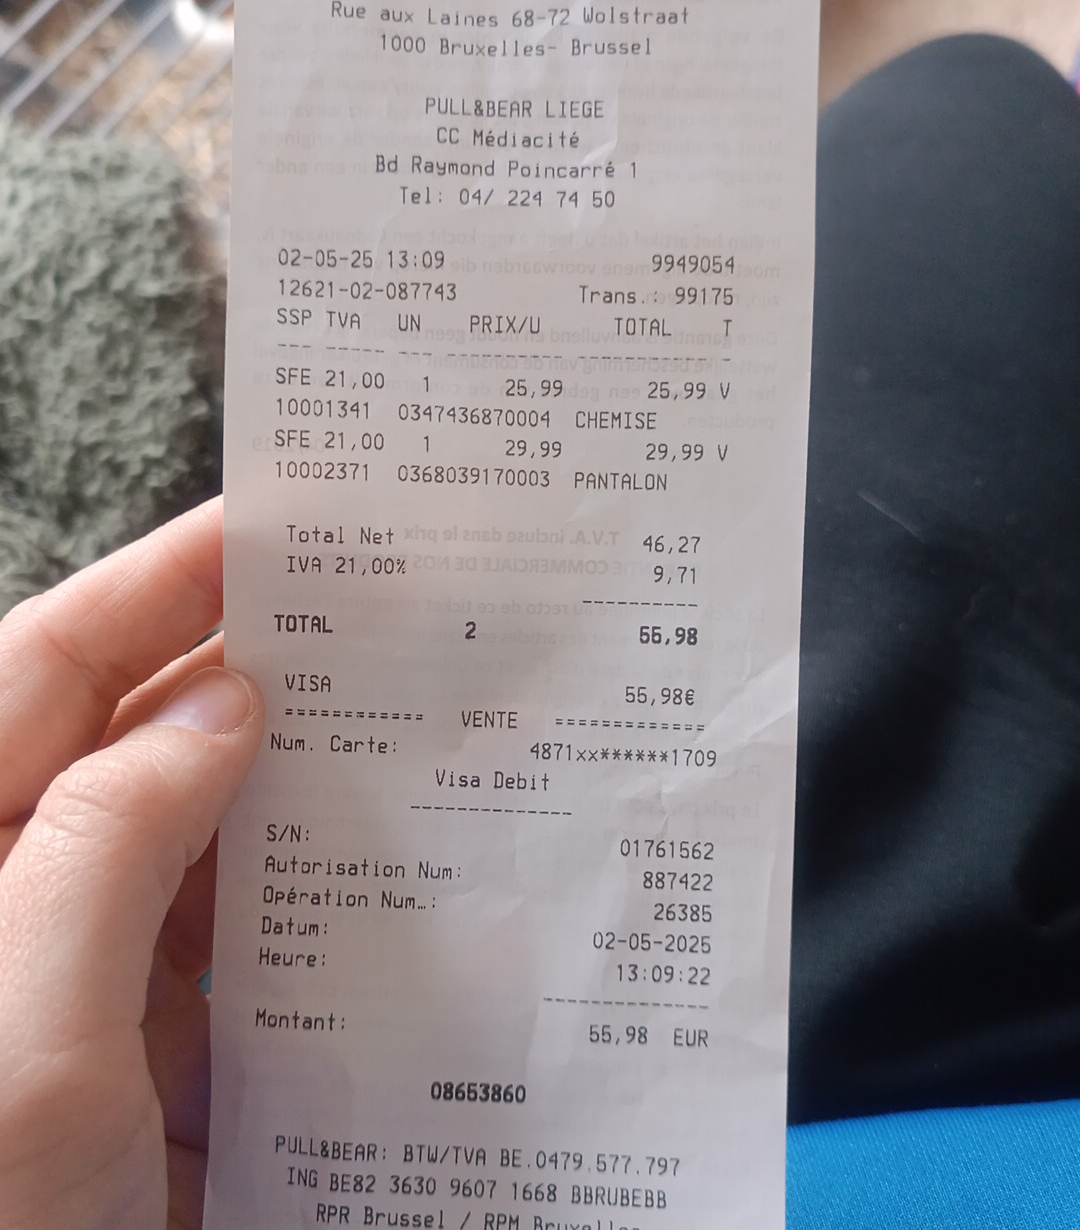 Rue aux Laines 68-72 Wolstraat
1000 Bruxelles- Brussel
PULL&BEAR LIEGE
CC Médiacité
Bd Raymond Poincarré 1
Tel: 04/ 224 74 50
02-05-25 13:09 9949054
12621-02-087743 Trans.: 99175
SSP TVA UN PRIX/U TOTAL T
--- ----- --- ---------- ------------- -
SFE 21,00 1 25,99 25,99 V
10001341 0347436870004 CHEMISE
SFE 21,00 1 29,99 29,99 V
10002371 0368039170003 PANTALON
Total Net 46,27
IVA 21,00% 9,71
----------
TOTAL 2 55,98
VISA 55,98€
============ VENTE =============
Num. Carte: 4871xx******1709
Visa Debit
--------------
S/N: 01761562
Autorisation Num: 887422
Opération Num…: 26385
Datum: 02-05-2025
Heure: 13:09:22
--------------
Montant: 55,98 EUR
08653860
PULL&BEAR: BTW/TVA BE.0479.577.797
ING BE82 3630 9607 1668 BBRUBEBB
RPR Brussel / RPM Bruxelles